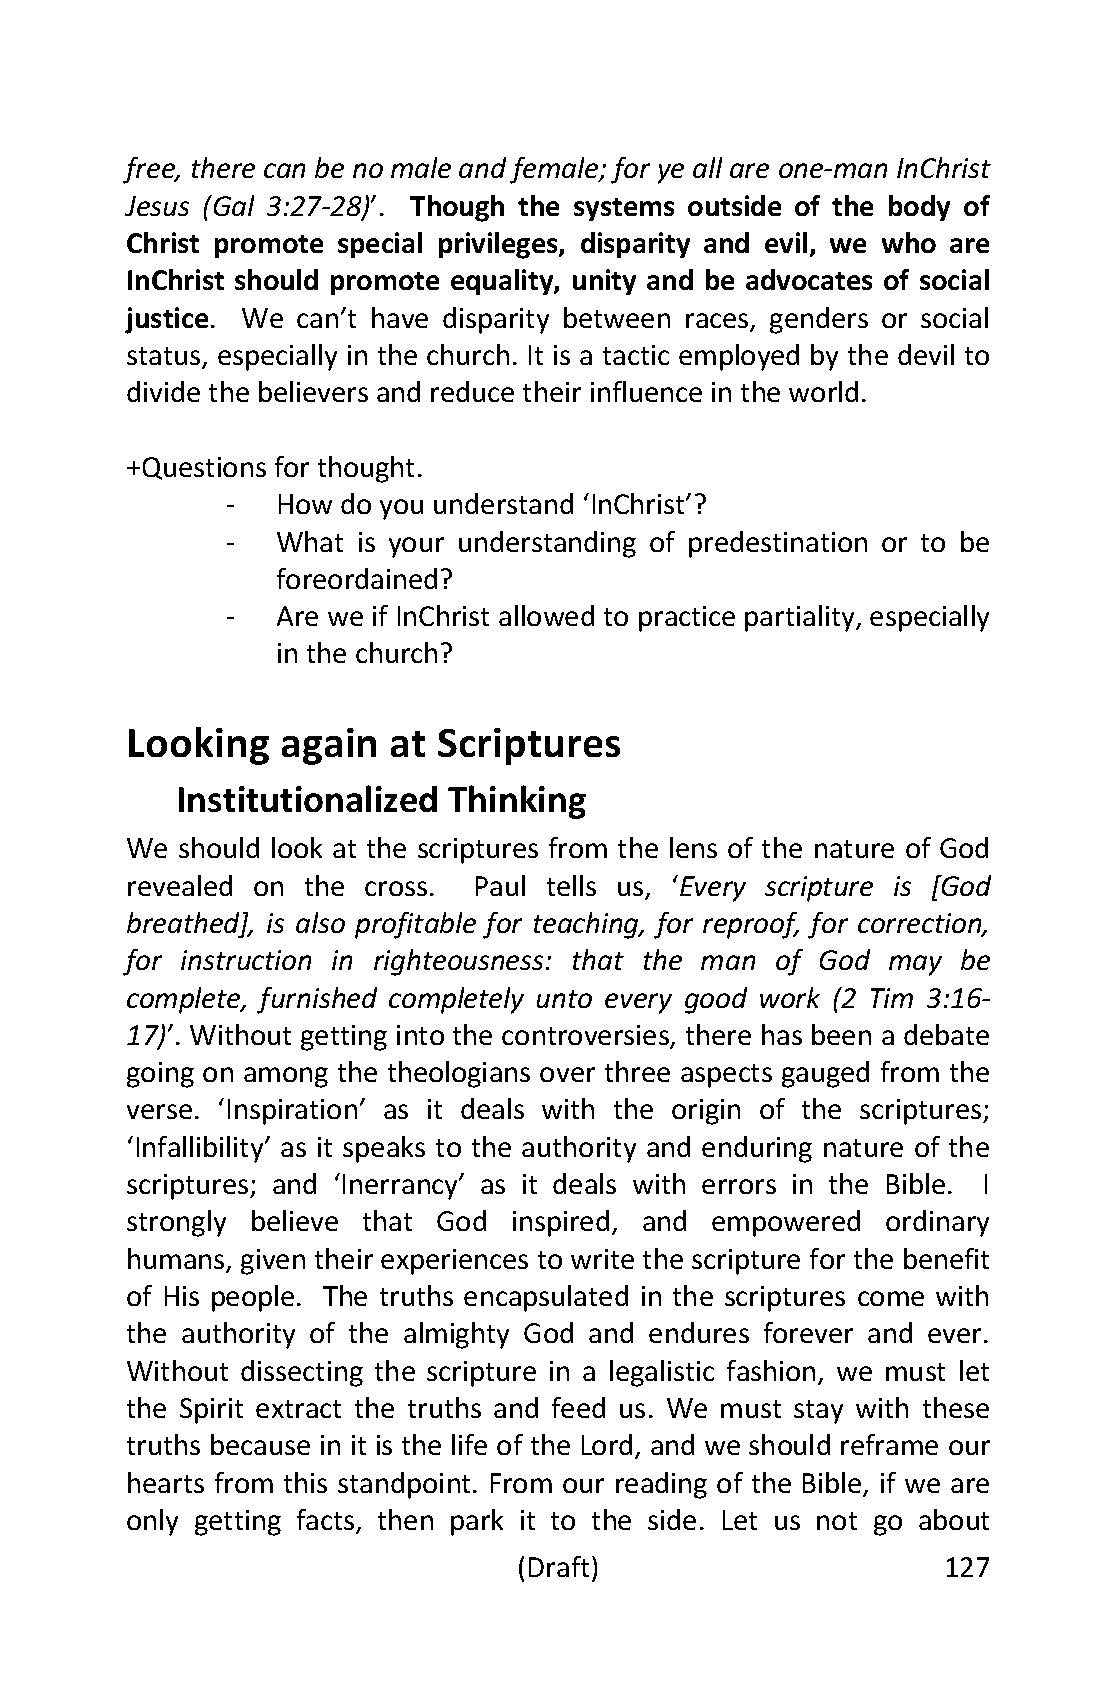 free, there can be no male and female; for ye all are one-man InChrist
Jesus (Gal 3:27-28)’. Though the systems outside of the body of
Christ promote special privileges, disparity and evil, we who are
InChrist should promote equality, unity and be advocates of social
justice. We can’t have disparity between races, genders or social
status, especially in the church. It is a tactic employed by the devil to
divide the believers and reduce their influence in the world.
+Questions for thought.
- How do you understand ‘InChrist’?
- What is your understanding of predestination or to be
foreordained?
- Are we if InChrist allowed to practice partiality, especially
in the church?
Looking again at Scriptures
Institutionalized Thinking
We should look at the scriptures from the lens of the nature of God
revealed on the cross. Paul tells us, ‘Every scripture is [God
breathed], is also profitable for teaching, for reproof, for correction,
for instruction in righteousness: that the man of God may be
complete, furnished completely unto every good work (2 Tim 3:16-
17)’. Without getting into the controversies, there has been a debate
going on among the theologians over three aspects gauged from the
verse. ‘Inspiration’ as it deals with the origin of the scriptures;
‘Infallibility’ as it speaks to the authority and enduring nature of the
scriptures; and ‘Inerrancy’ as it deals with errors in the Bible. I
strongly believe that God inspired, and empowered ordinary
humans, given their experiences to write the scripture for the benefit
of His people. The truths encapsulated in the scriptures come with
the authority of the almighty God and endures forever and ever.
Without dissecting the scripture in a legalistic fashion, we must let
the Spirit extract the truths and feed us. We must stay with these
truths because in it is the life of the Lord, and we should reframe our
hearts from this standpoint. From our reading of the Bible, if we are
only getting facts, then park it to the side. Let us not go about
(Draft) 127